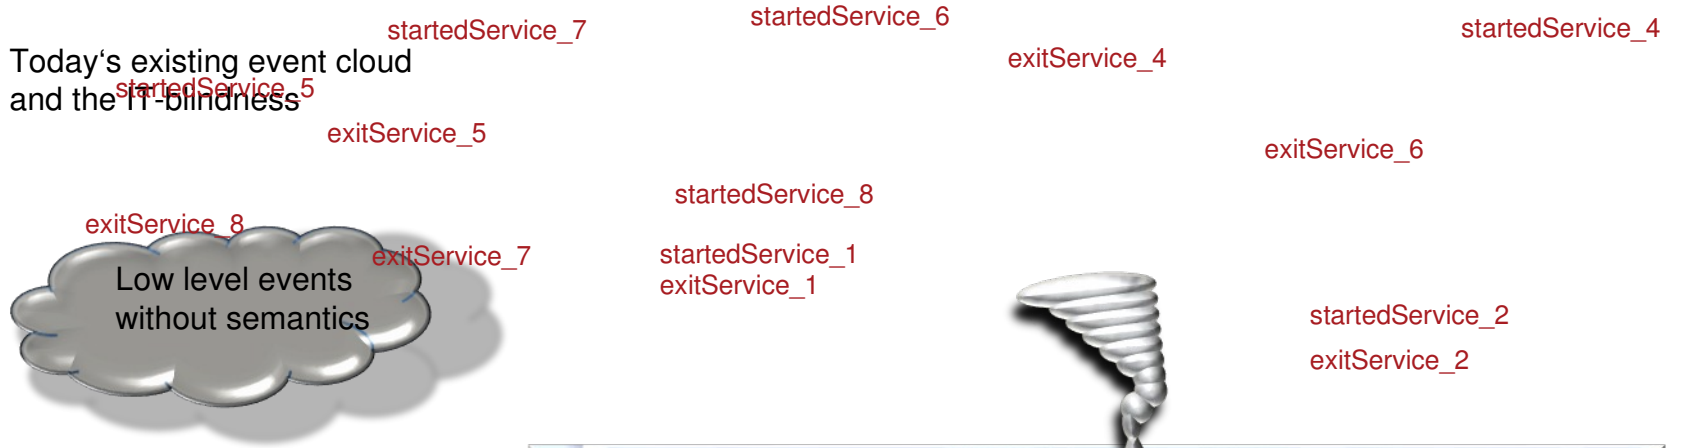 startedService_7
startedService_6
startedService_4
Today‘s existing event cloud
exitService_4
startedService_5
and the IT-blindness
exitService_5
exitService_6
startedService_8
exitService_8
exitService_7
startedService_1
Low level events
exitService_1
without semantics
startedService_2
exitService_2